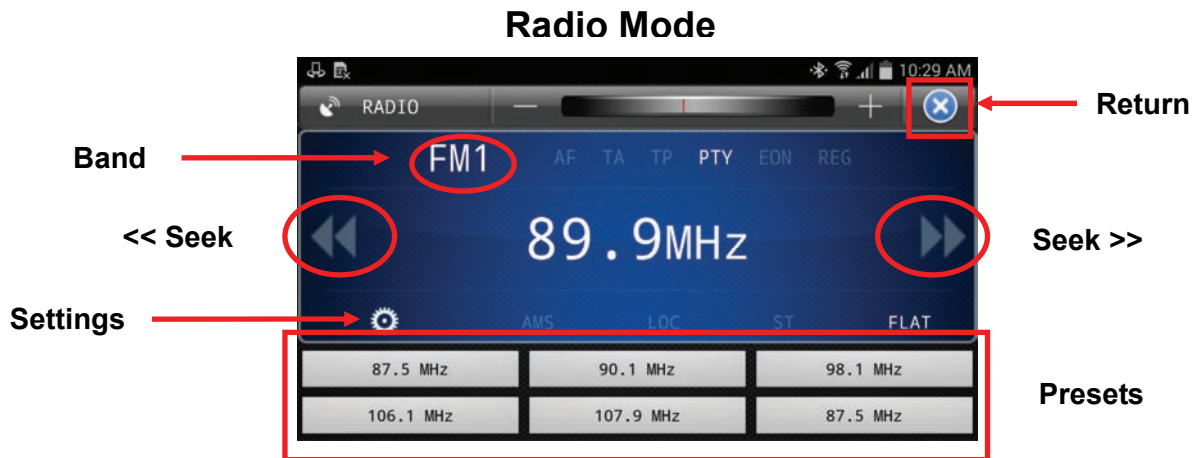 Radio Mode
10:29 AM
RADIO
Return
Band
FM1 AF TA TP PTY EON REG
<< Seek
89.9MHz
Seek >>
Settings
AMS LOC ST FLAT
87.5 MHz 90.1 MHz 98.1 MHz
106.1 MHz 107.9 MHz 87.5 MHz
Presets